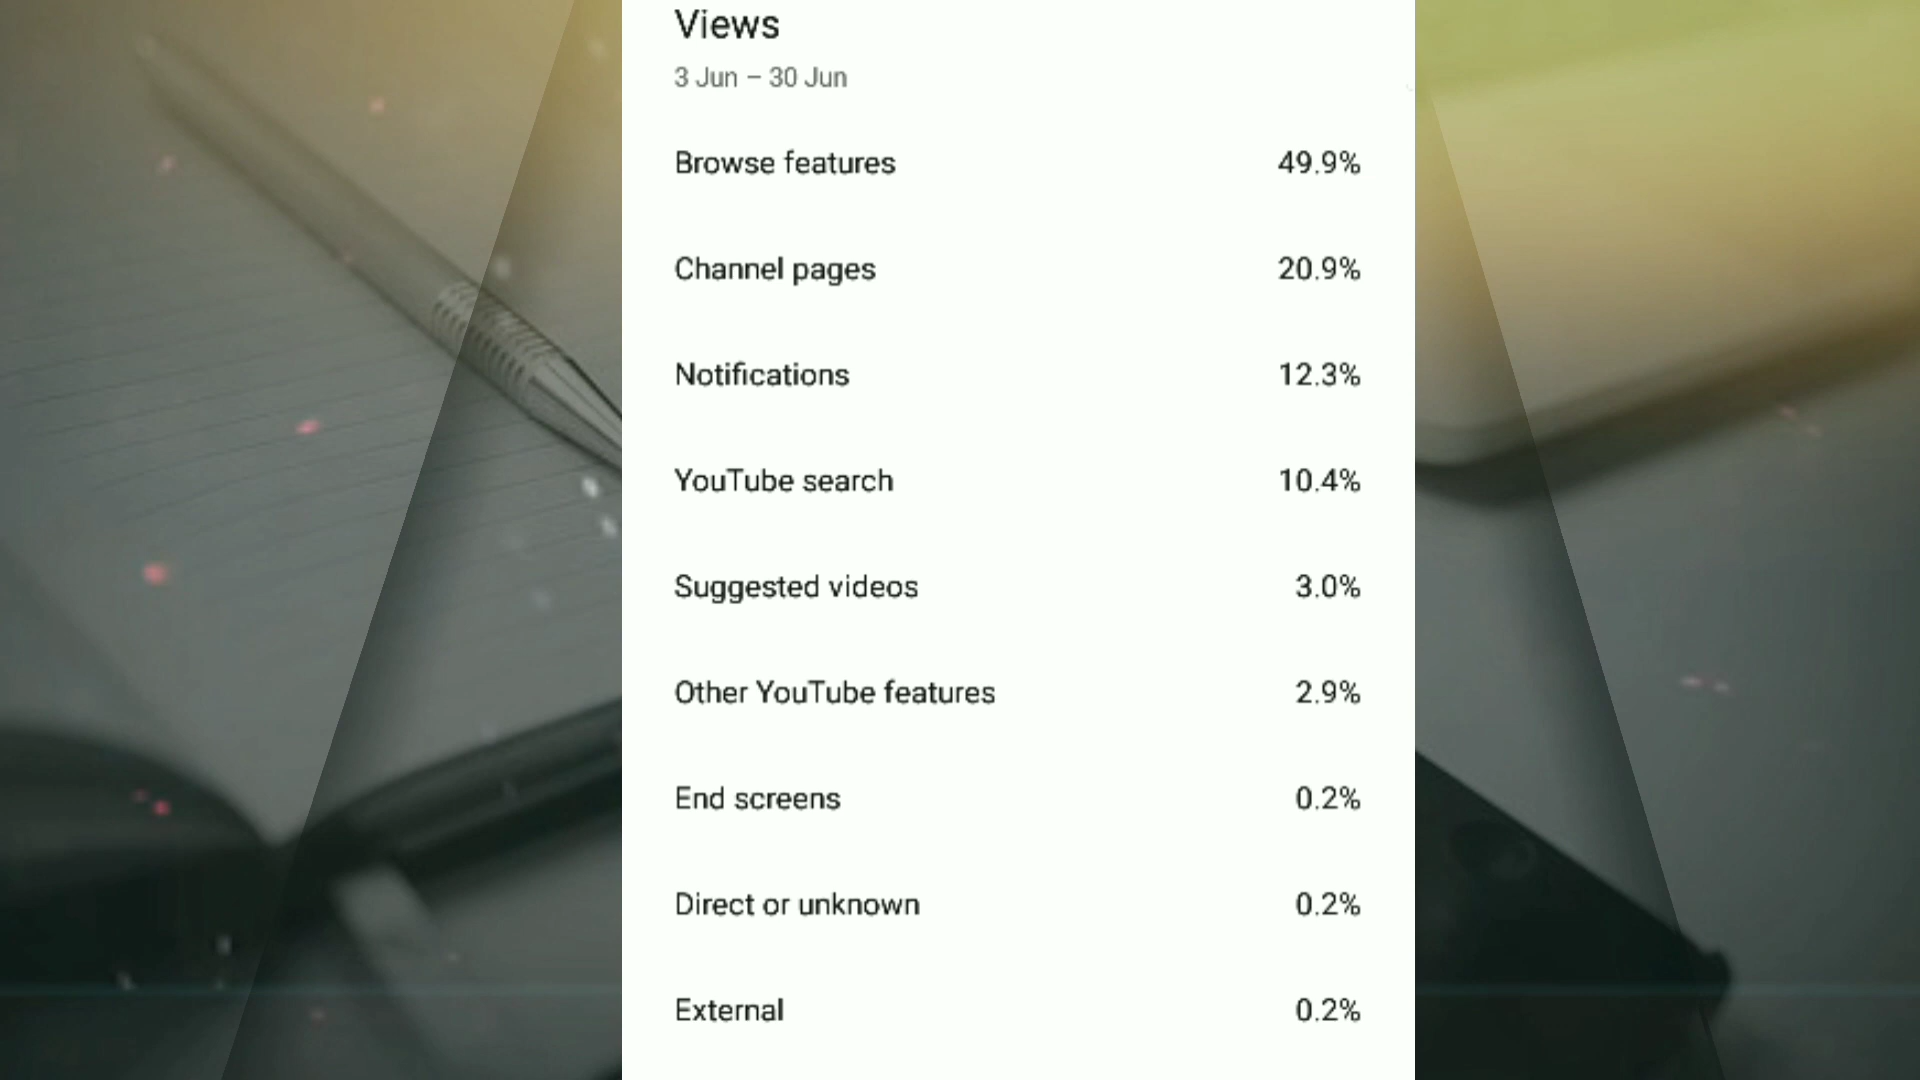 Views
3 Jun – 30 Jun
Browse features 49.9%
Channel pages 20.9%
Notifications 12.3%
YouTube search 10.4%
Suggested videos 3.0%
Other YouTube features 2.9%
End screens 0.2%
Direct or unknown 0.2%
External 0.2%